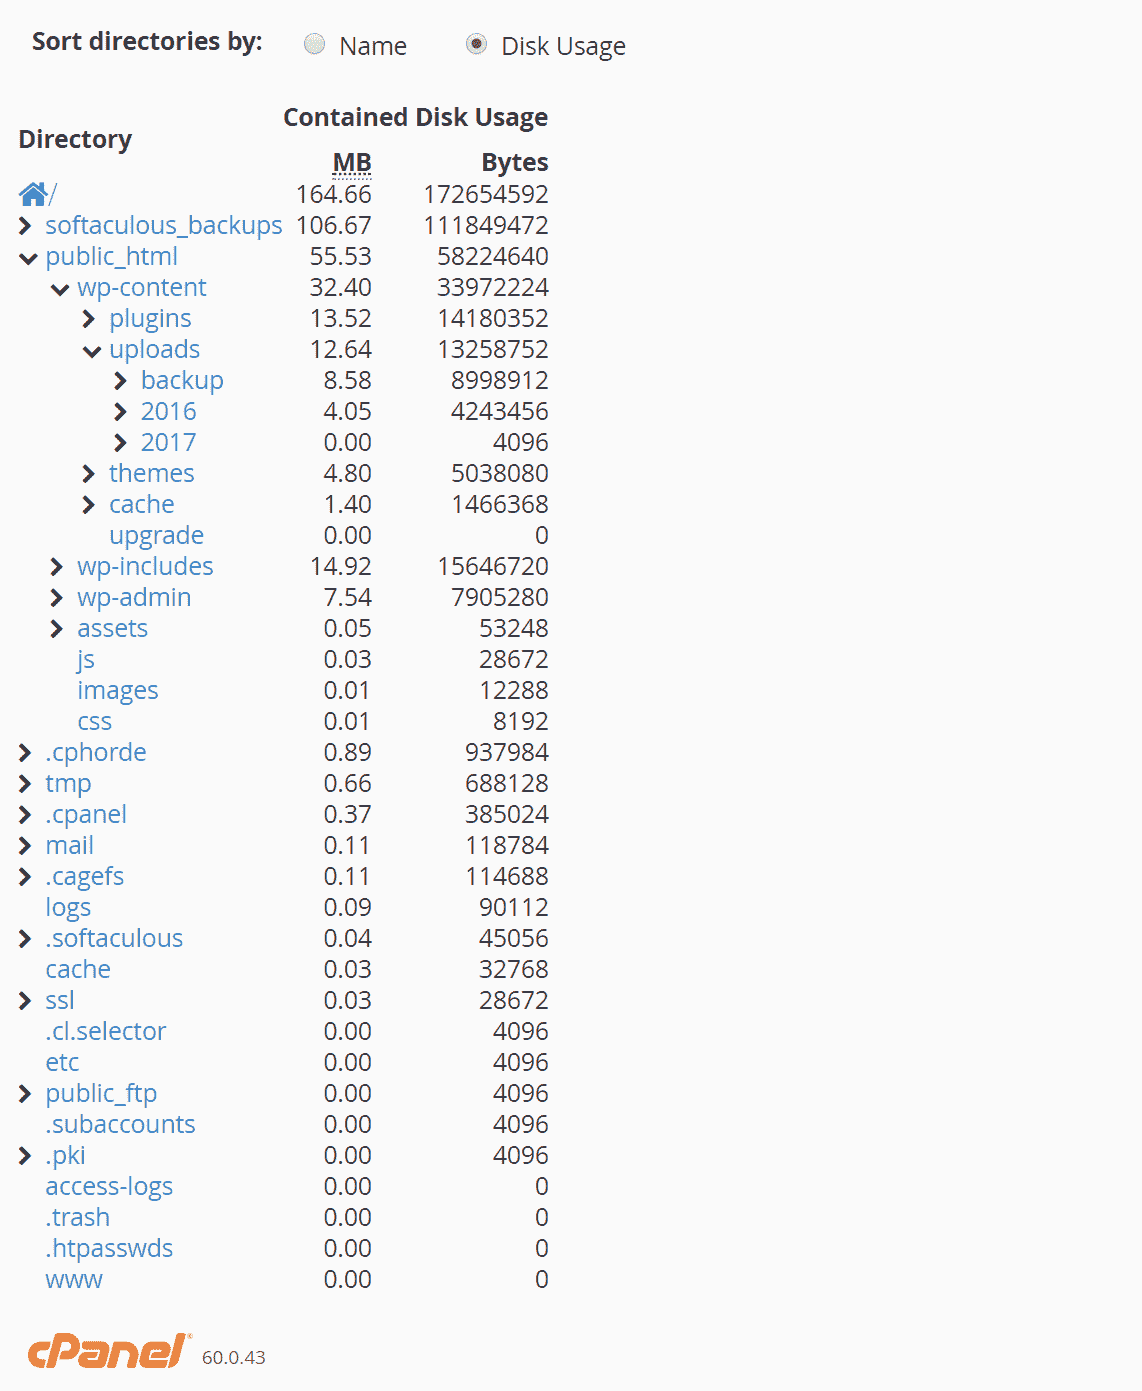 Sort directories by: Name Disk Usage
Directory Contained Disk Usage
MB Bytes
/ 164.66 172654592
softaculous_backups 106.67 111849472
public_html 55.53 58224640
wp-content 32.40 33972224
plugins 13.52 14180352
uploads 12.64 13258752
backup 8.58 8998912
2016 4.05 4243456
2017 0.00 4096
themes 4.80 5038080
cache 1.40 1466368
upgrade 0.00 0
wp-includes 14.92 15646720
wp-admin 7.54 7905280
assets 0.05 53248
js 0.03 28672
images 0.01 12288
css 0.01 8192
.cphorde 0.89 937984
tmp 0.66 688128
.cpanel 0.37 385024
mail 0.11 118784
.cagefs 0.11 114688
logs 0.09 90112
.softaculous 0.04 45056
cache 0.03 32768
ssl 0.03 28672
.cl.selector 0.00 4096
etc 0.00 4096
public_ftp 0.00 4096
.subaccounts 0.00 4096
.pki 0.00 4096
access-logs 0.00 0
.trash 0.00 0
.htpasswds 0.00 0
www 0.00 0
cPanel® 60.0.43